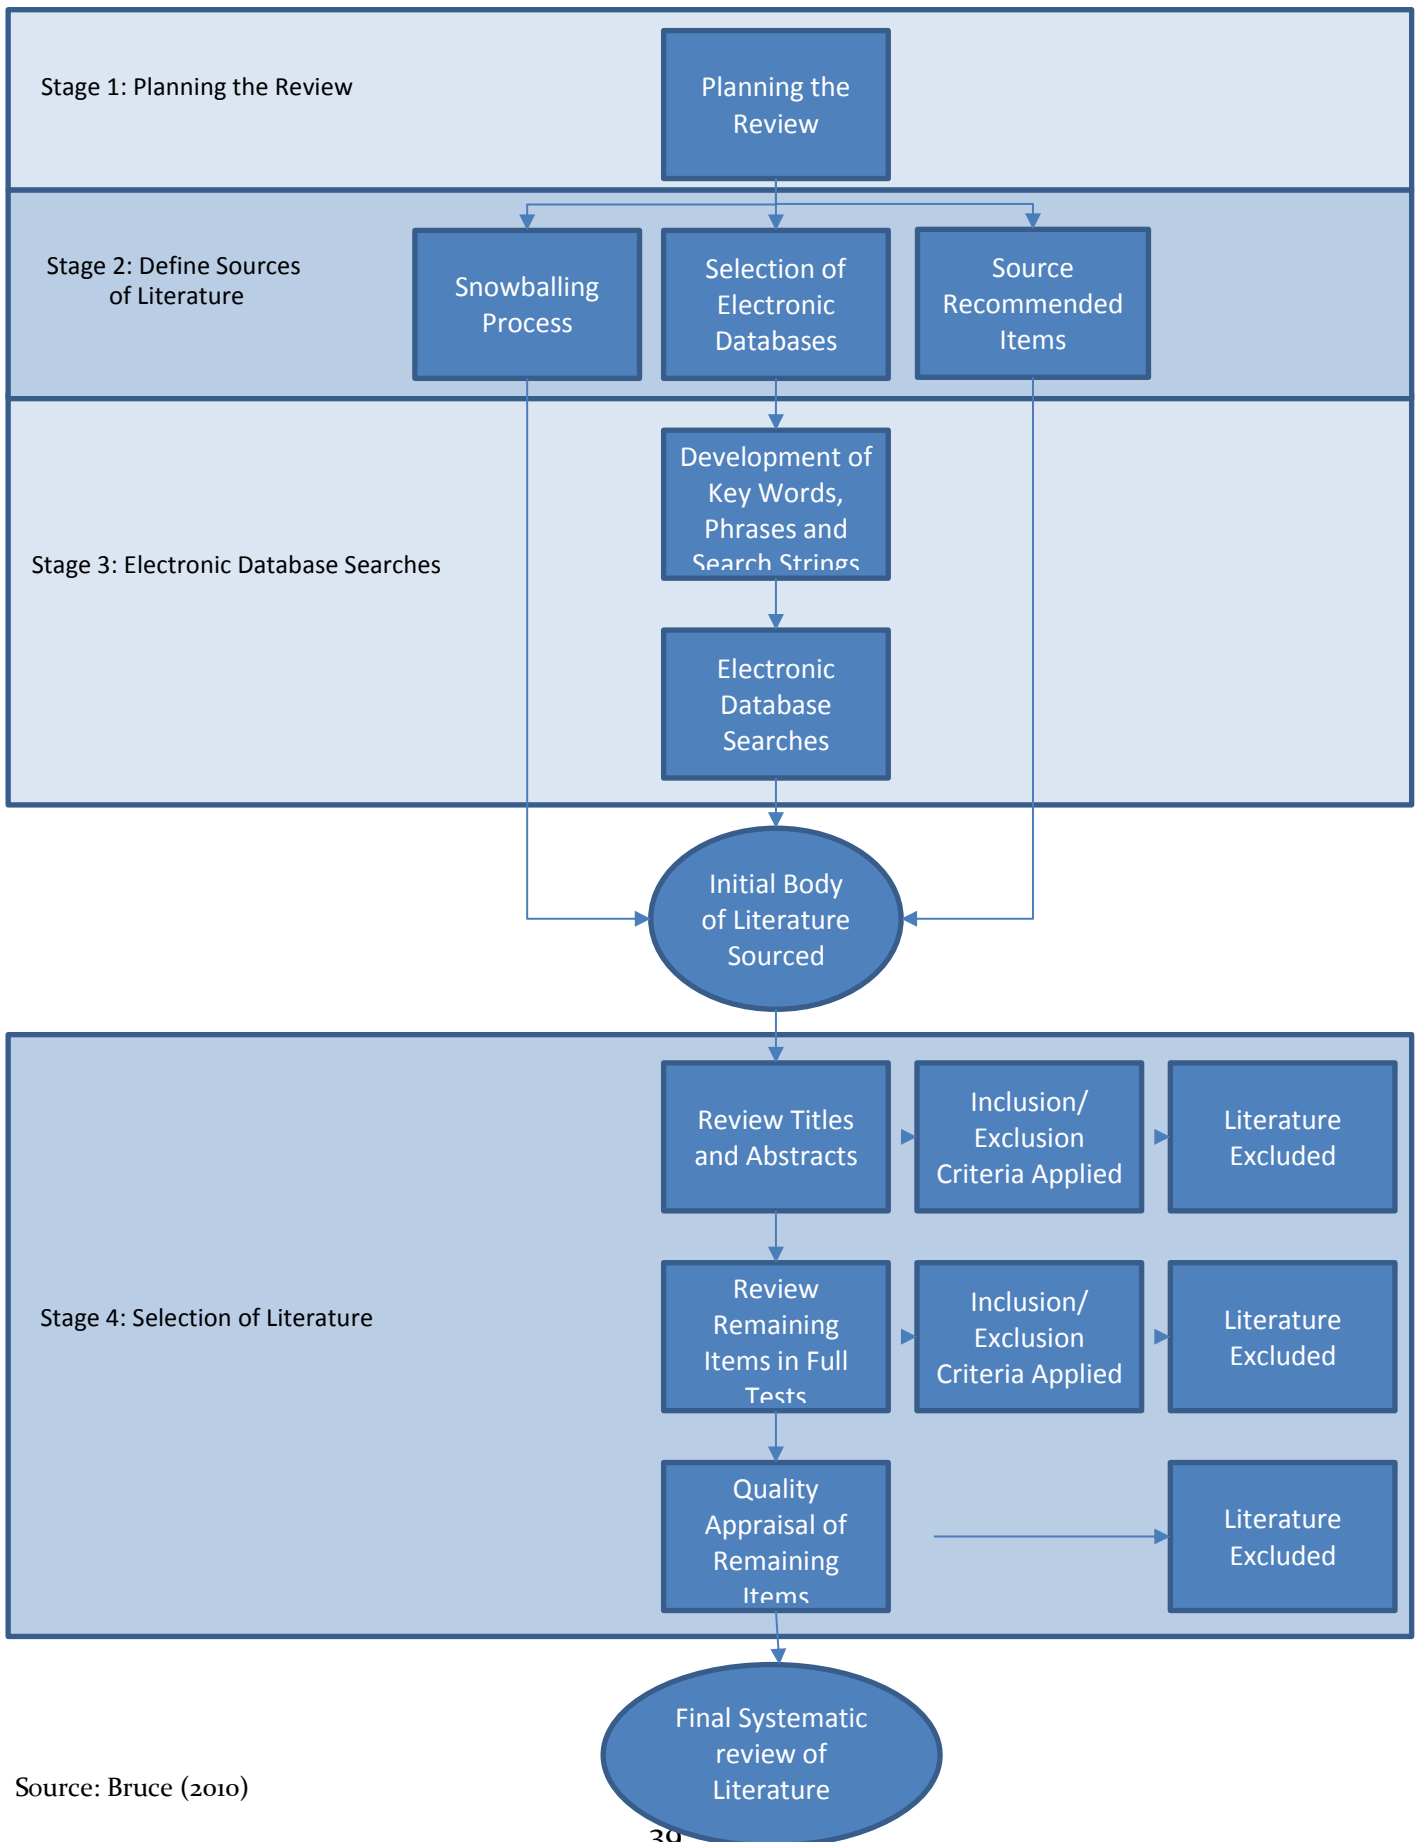 Stage 1: Planning the Review
Planning the
Review
Stage 2: Define Sources
of Literature
Snowballing
Process
Selection of
Electronic
Databases
Source
Recommended
Items
Stage 3: Electronic Database Searches
Development of
Key Words,
Phrases and
Search Strings
Electronic
Database
Searches
Initial Body
of Literature
Sourced
Stage 4: Selection of Literature
Review Titles
and Abstracts
Inclusion/
Exclusion
Criteria Applied
Literature
Excluded
Review
Remaining
Items in Full
Tests
Inclusion/
Exclusion
Criteria Applied
Literature
Excluded
Quality
Appraisal of
Remaining
Items
Literature
Excluded
Final Systematic
review of
Literature
Source: Bruce (2010)
39